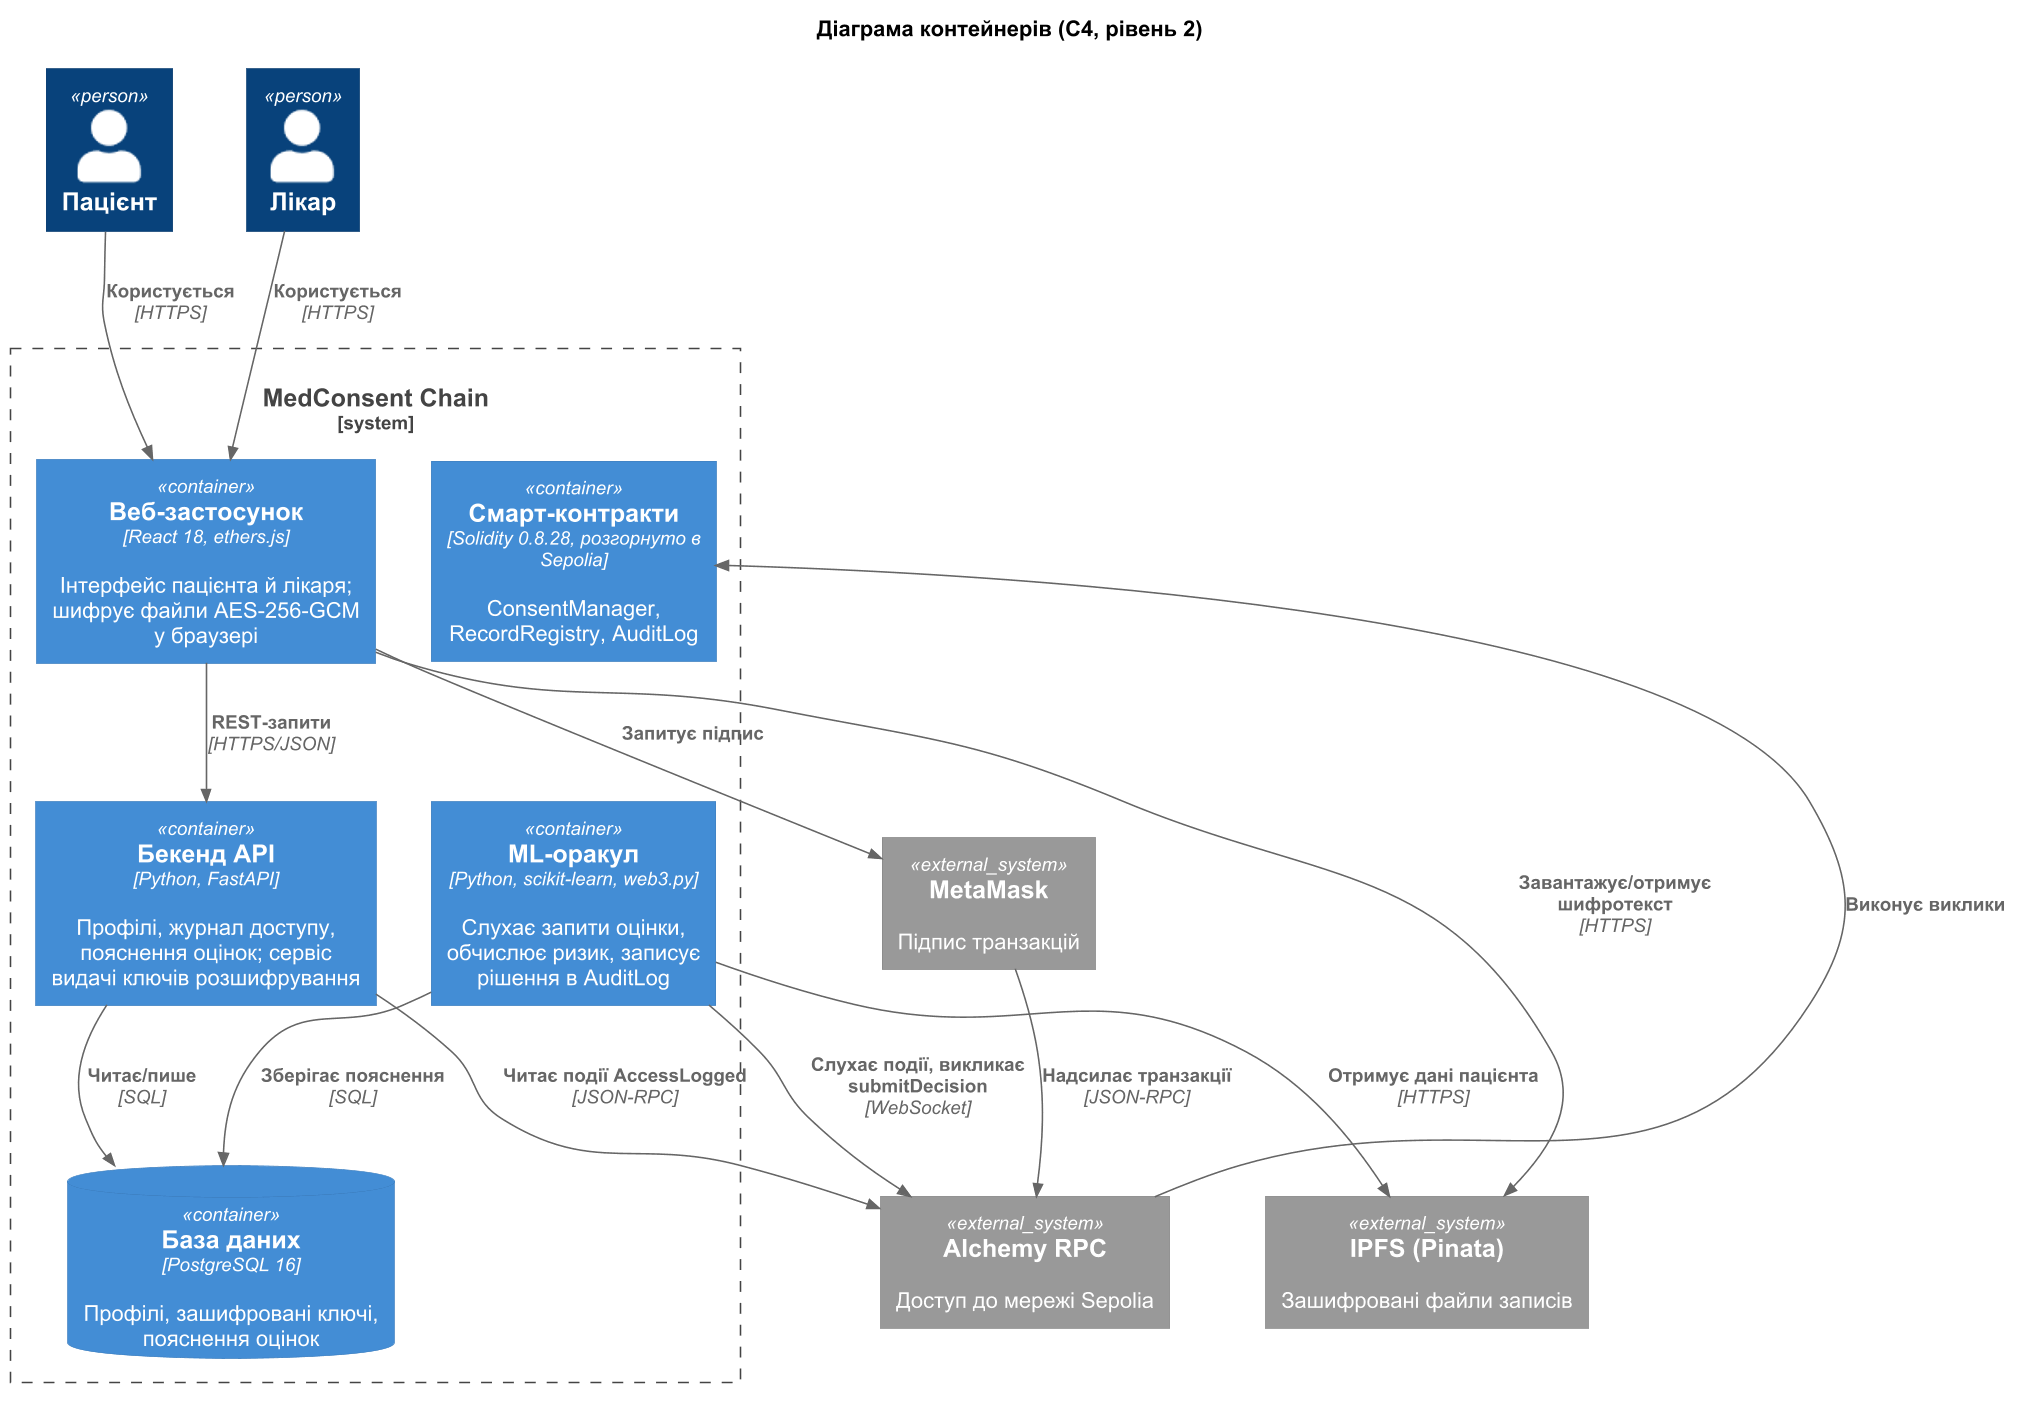 Діаграма контейнерів (C4, рівень 2)
«person»
Пацієнт
«person»
Лікар
Користується
[HTTPS]
Користується
[HTTPS]
MedConsent Chain
[system]
«container»
Веб-застосунок
[React 18, ethers.js]
Інтерфейс пацієнта й лікаря;
шифрує файли AES-256-GCM
у браузері
«container»
Смарт-контракти
[Solidity 0.8.28, розгорнуто в
Sepolia]
ConsentManager,
RecordRegistry, AuditLog
REST-запити
[HTTPS/JSON]
Запитує підпис
«container»
Бекенд API
[Python, FastAPI]
Профілі, журнал доступу,
пояснення оцінок; сервіс
видачі ключів розшифрування
«container»
ML-оракул
[Python, scikit-learn, web3.py]
Слухає запити оцінки,
обчислює ризик, записує
рішення в AuditLog
«external_system»
MetaMask
Підпис транзакцій
Завантажує/отримує
шифротекст
[HTTPS]
Виконує виклики
Читає/пише
[SQL]
Зберігає пояснення
[SQL]
Читає події AccessLogged
[JSON-RPC]
Слухає події, викликає
submitDecision
[WebSocket]
Надсилає транзакції
[JSON-RPC]
Отримує дані пацієнта
[HTTPS]
«container»
База даних
[PostgreSQL 16]
Профілі, зашифровані ключі,
пояснення оцінок
«external_system»
Alchemy RPC
Доступ до мережі Sepolia
«external_system»
IPFS (Pinata)
Зашифровані файли записів